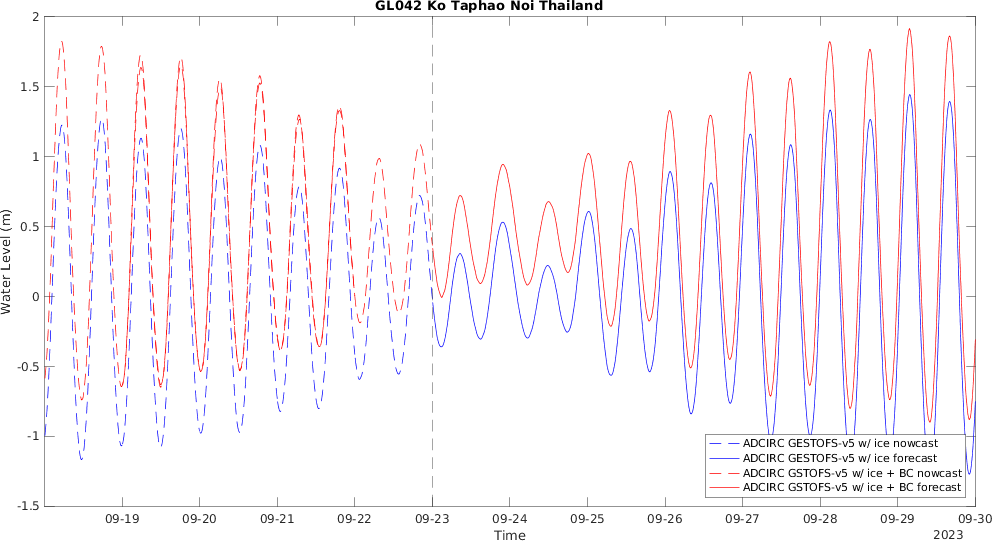 GL042 Ko Taphao Noi Thailand
2
1.5
1
0.5
0
-0.5
-1
-1.5
Water Level (m)
ADCIRC GESTOFS-v5 w/ ice nowcast
ADCIRC GESTOFS-v5 w/ ice forecast
ADCIRC GSTOFS-v5 w/ ice + BC nowcast
ADCIRC GSTOFS-v5 w/ ice + BC forecast
09-19 09-20 09-21 09-22 09-23 09-24 09-25 09-26 09-27 09-28 09-29 09-30
Time
2023